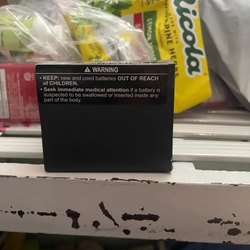 ⚠ WARNING
• KEEP: new and used batteries OUT OF REACH
of CHILDREN.
• Seek immediate medical attention if a battery is
suspected to be swallowed or inserted inside any
part of the body.
Ricola